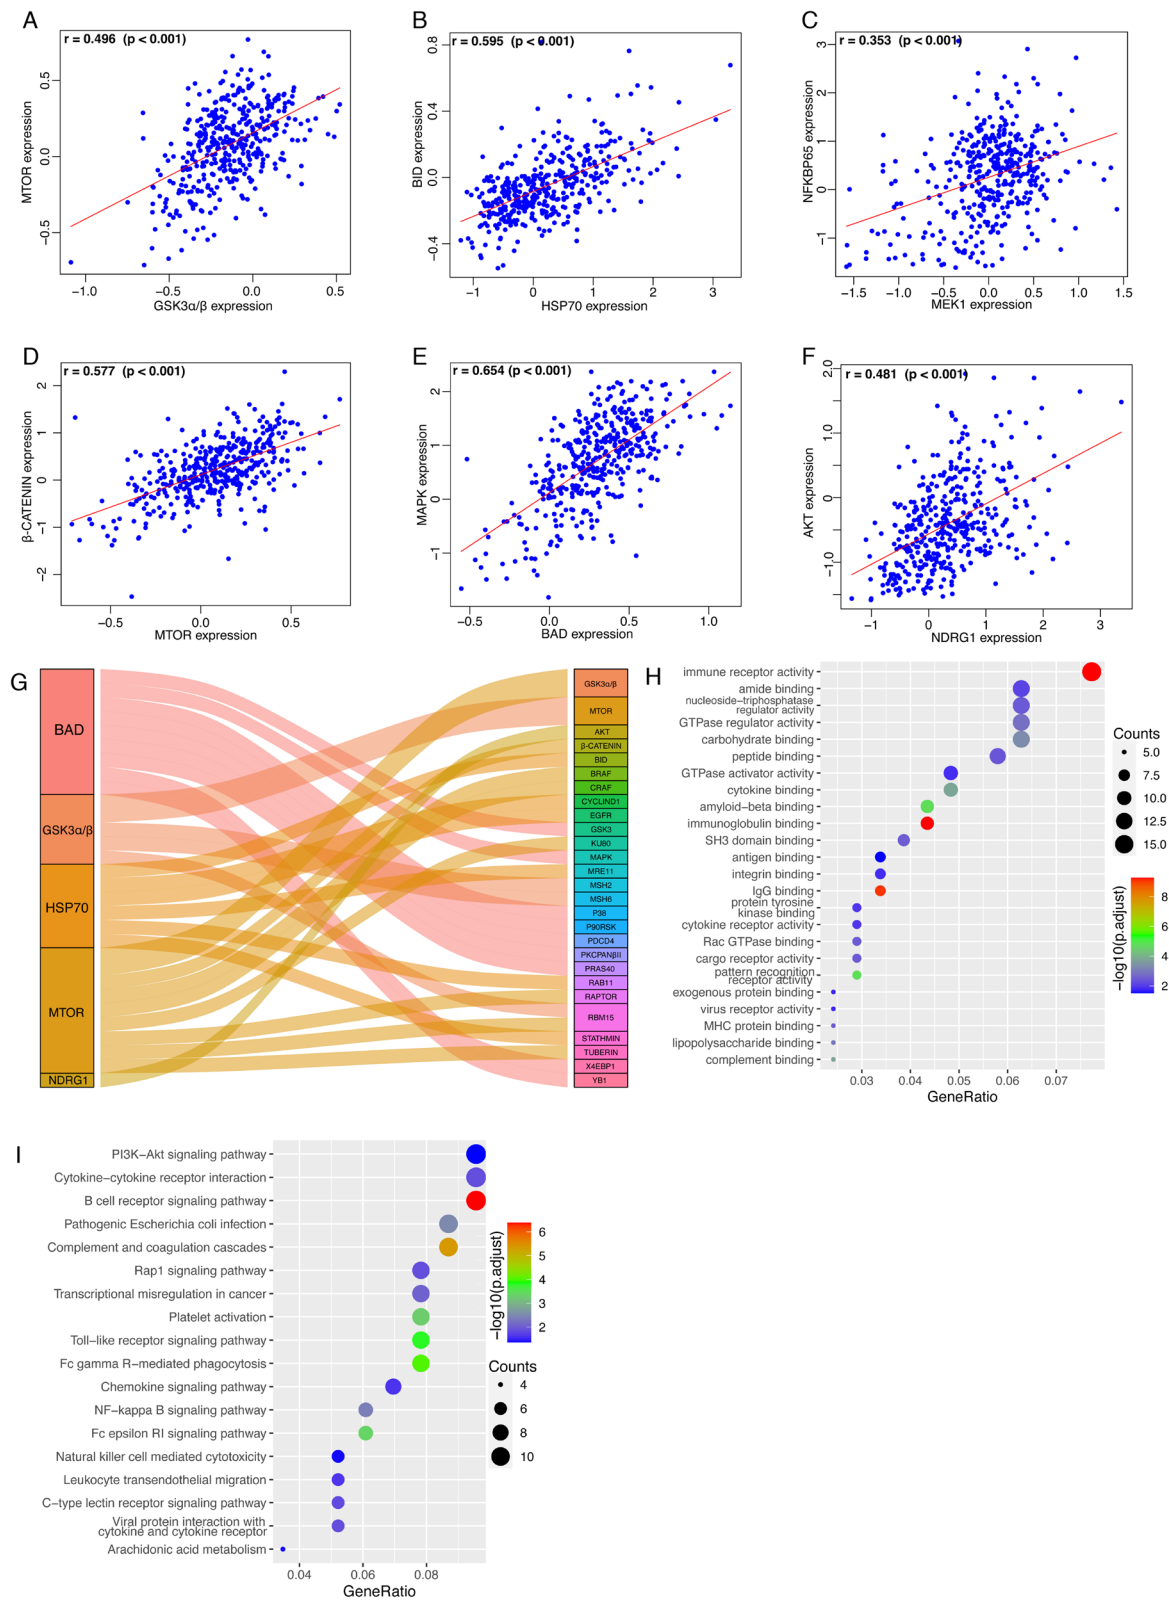 A
r = 0.496 (p < 0.001)
MTOR expression
0.5
0.0
−0.5
−1.0
−0.5
0.0
0.5
GSK3α/β expression
B
r = 0.595 (p < 0.001)
BID expression
0.8
0.4
0.0
−0.4
−1
0
1
2
3
HSP70 expression
C
r = 0.353 (p < 0.001)
NFKBP65 expression
3
2
1
0
−1
−1.5
−1.0
−0.5
0.0
0.5
1.0
1.5
MEK1 expression
D
r = 0.577 (p < 0.001)
β−CATENIN expression
2
1
0
−1
−2
−0.5
0.0
0.5
MTOR expression
E
r = 0.654 (p < 0.001)
MAPK expression
2
1
0
−1
−0.5
0.0
0.5
1.0
BAD expression
F
r = 0.481 (p < 0.001)
AKT expression
2.0
1.0
0
−1.0
−1
0
1
2
3
NDRG1 expression
G
BAD
GSK3α/β
HSP70
MTOR
NDRG1
GSK3α/β
MTOR
AKT
β−CATENIN
BID
BRAF
CRAF
CYCLIND1
EGFR
GSK3
KU80
MAPK
MRE11
MSH2
MSH6
P38
P90RSK
PDCD4
PKCPANβII
PRAS40
RAB11
RAPTOR
RBM15
STATHMIN
TUBERIN
X4EBP1
YB1
H
immune receptor activity
amide binding
nucleoside−triphosphatase
regulator activity
GTPase regulator activity
carbohydrate binding
peptide binding
GTPase activator activity
cytokine binding
amyloid−beta binding
immunoglobulin binding
SH3 domain binding
antigen binding
integrin binding
IgG binding
protein tyrosine
kinase binding
cytokine receptor activity
Rac GTPase binding
cargo receptor activity
pattern recognition
receptor activity
exogenous protein binding
virus receptor activity
MHC protein binding
lipopolysaccharide binding
complement binding
0.03
0.04
0.05
0.06
0.07
GeneRatio
Counts
5.0
7.5
10.0
12.5
15.0
−log10(p.adjust)
8
6
4
2
I
PI3K−Akt signaling pathway
Cytokine−cytokine receptor interaction
B cell receptor signaling pathway
Pathogenic Escherichia coli infection
Complement and coagulation cascades
Rap1 signaling pathway
Transcriptional misregulation in cancer
Platelet activation
Toll−like receptor signaling pathway
Fc gamma R−mediated phagocytosis
Chemokine signaling pathway
NF−kappa B signaling pathway
Fc epsilon RI signaling pathway
Natural killer cell mediated cytotoxicity
Leukocyte transendothelial migration
C−type lectin receptor signaling pathway
Viral protein interaction with
cytokine and cytokine receptor
Arachidonic acid metabolism
0.04
0.06
0.08
GeneRatio
−log10(p.adjust)
6
5
4
3
2
Counts
4
6
8
10